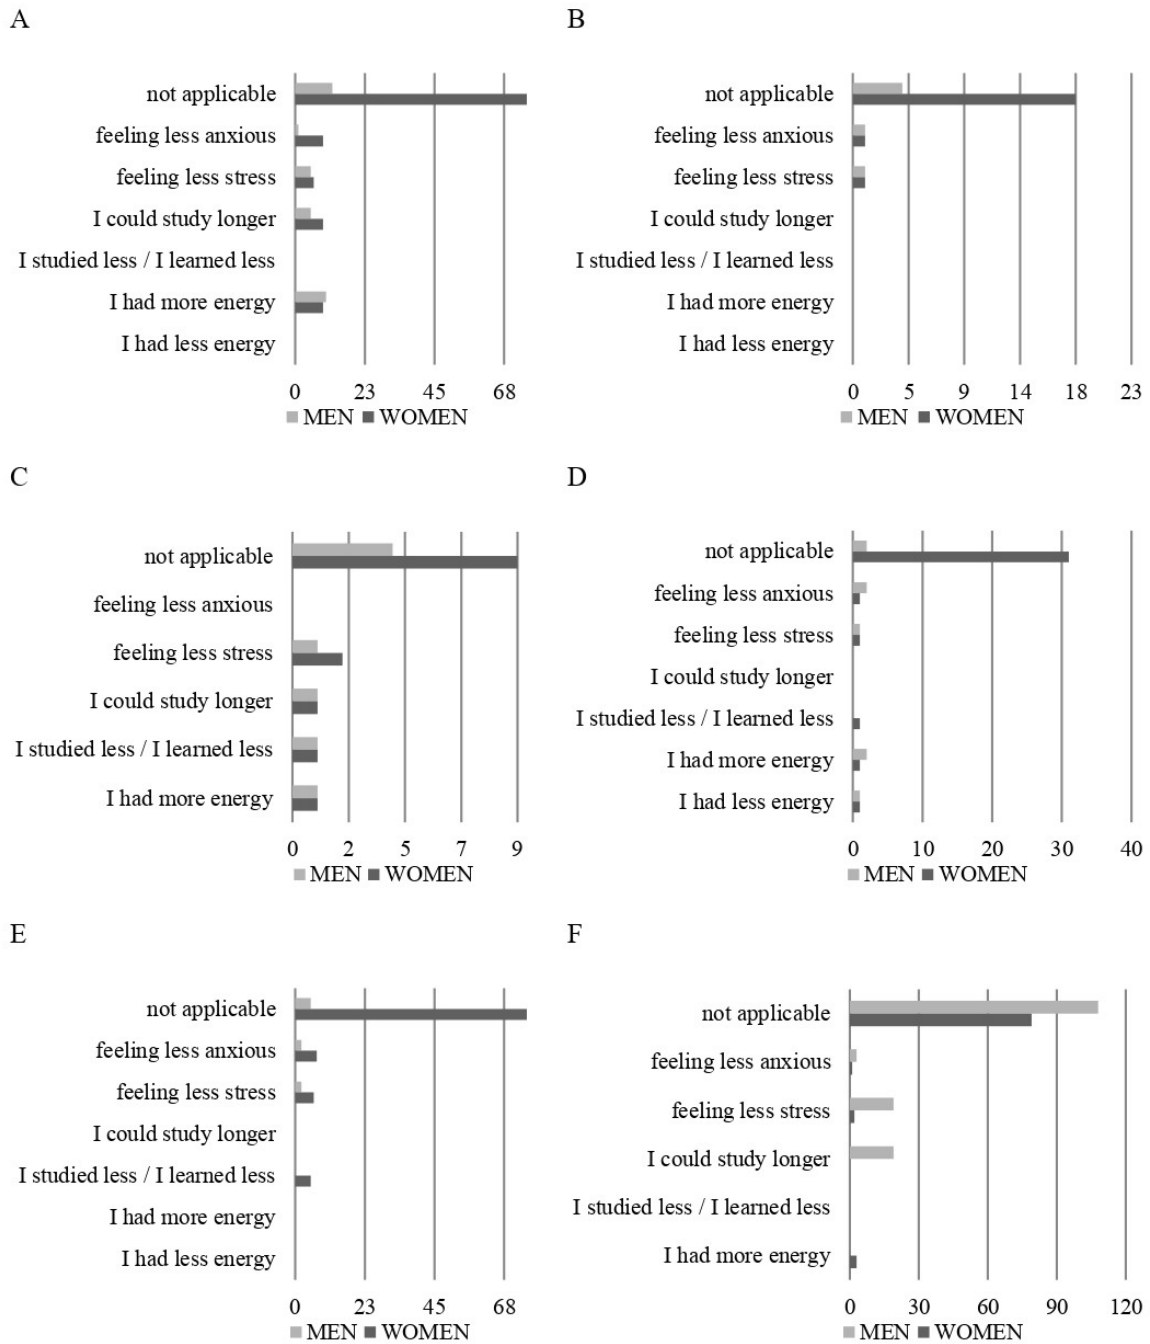 A
not applicable
feeling less anxious
feeling less stress
I could study longer
I studied less / I learned less
I had more energy
I had less energy
0 23 45 68
MEN WOMEN
B
not applicable
feeling less anxious
feeling less stress
I could study longer
I studied less / I learned less
I had more energy
I had less energy
0 5 9 14 18 23
MEN WOMEN
C
not applicable
feeling less anxious
feeling less stress
I could study longer
I studied less / I learned less
I had more energy
0 2 5 7 9
MEN WOMEN
D
not applicable
feeling less anxious
feeling less stress
I could study longer
I studied less / I learned less
I had more energy
I had less energy
0 10 20 30 40
MEN WOMEN
E
not applicable
feeling less anxious
feeling less stress
I could study longer
I studied less / I learned less
I had more energy
I had less energy
0 23 45 68
MEN WOMEN
F
not applicable
feeling less anxious
feeling less stress
I could study longer
I studied less / I learned less
I had more energy
0 30 60 90 120
MEN WOMEN